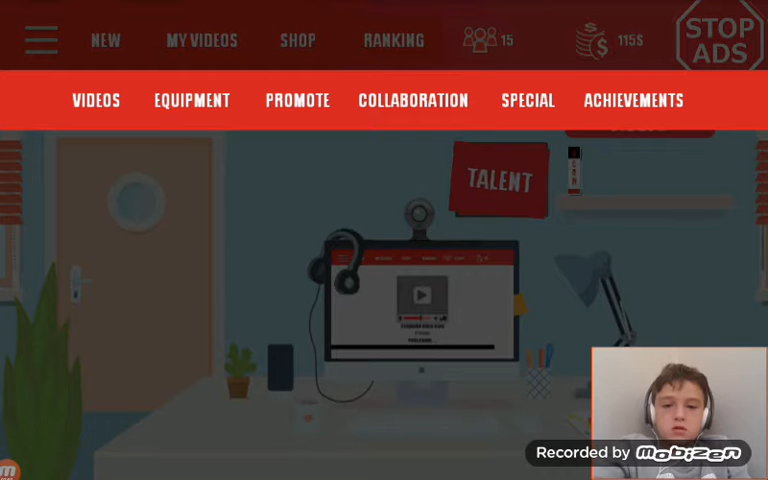 NEW MY VIDEOS SHOP RANKING 15 115$ STOP ADS
VIDEOS EQUIPMENT PROMOTE COLLABORATION SPECIAL ACHIEVEMENTS
TALENT
Recorded by MOBIZEN